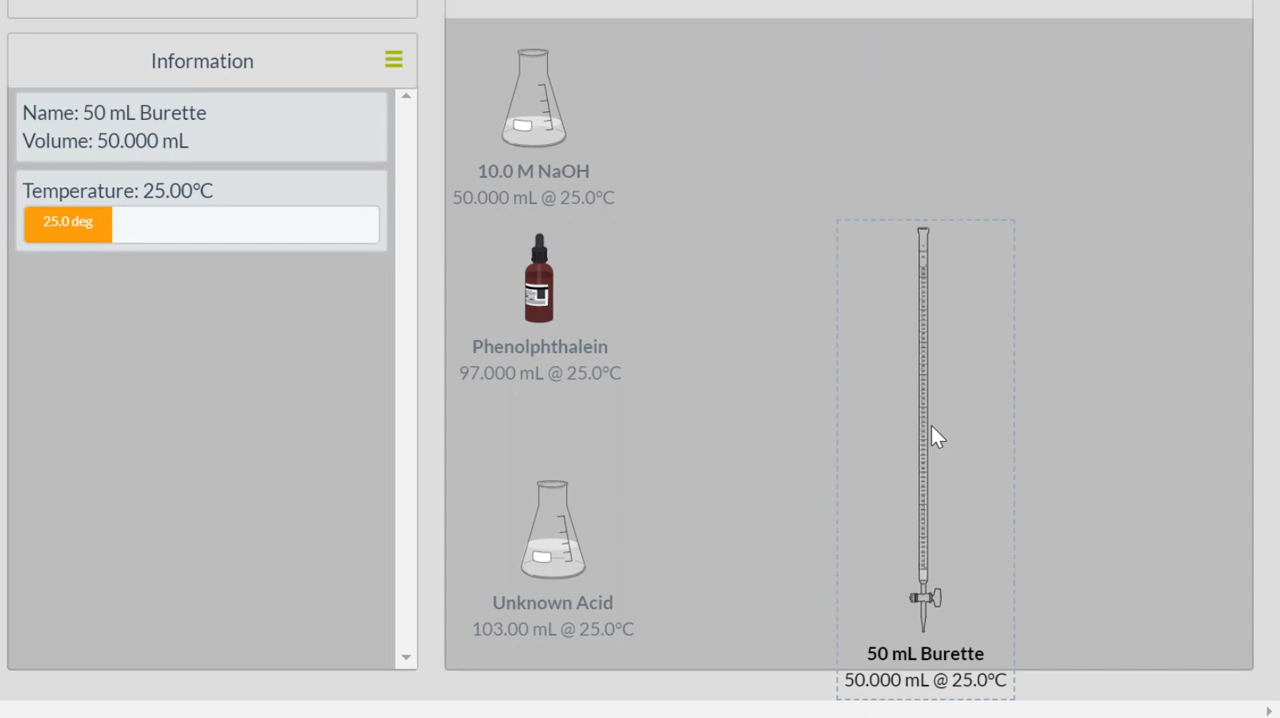 Information
Name: 50 mL Burette
Volume: 50.000 mL
Temperature: 25.00°C
25.0 deg
10.0 M NaOH
50.000 mL @ 25.0°C
Phenolphthalein
97.000 mL @ 25.0°C
Unknown Acid
103.00 mL @ 25.0°C
50 mL Burette
50.000 mL @ 25.0°C